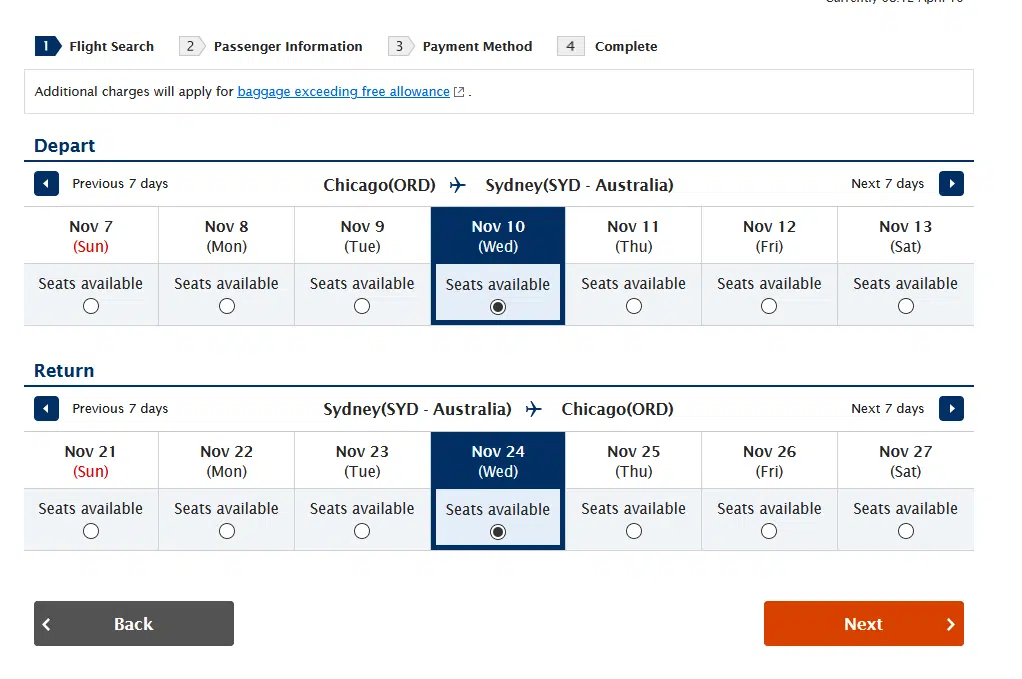 1 Flight Search 2 Passenger Information 3 Payment Method 4 Complete
Additional charges will apply for baggage exceeding free allowance .
Depart
Previous 7 days Chicago(ORD) Sydney(SYD - Australia) Next 7 days
Nov 7 Nov 8 Nov 9 Nov 10 Nov 11 Nov 12 Nov 13
(Sun) (Mon) (Tue) (Wed) (Thu) (Fri) (Sat)
Seats available Seats available Seats available Seats available Seats available Seats available Seats available
Return
Previous 7 days Sydney(SYD - Australia) Chicago(ORD) Next 7 days
Nov 21 Nov 22 Nov 23 Nov 24 Nov 25 Nov 26 Nov 27
(Sun) (Mon) (Tue) (Wed) (Thu) (Fri) (Sat)
Seats available Seats available Seats available Seats available Seats available Seats available Seats available
Back Next